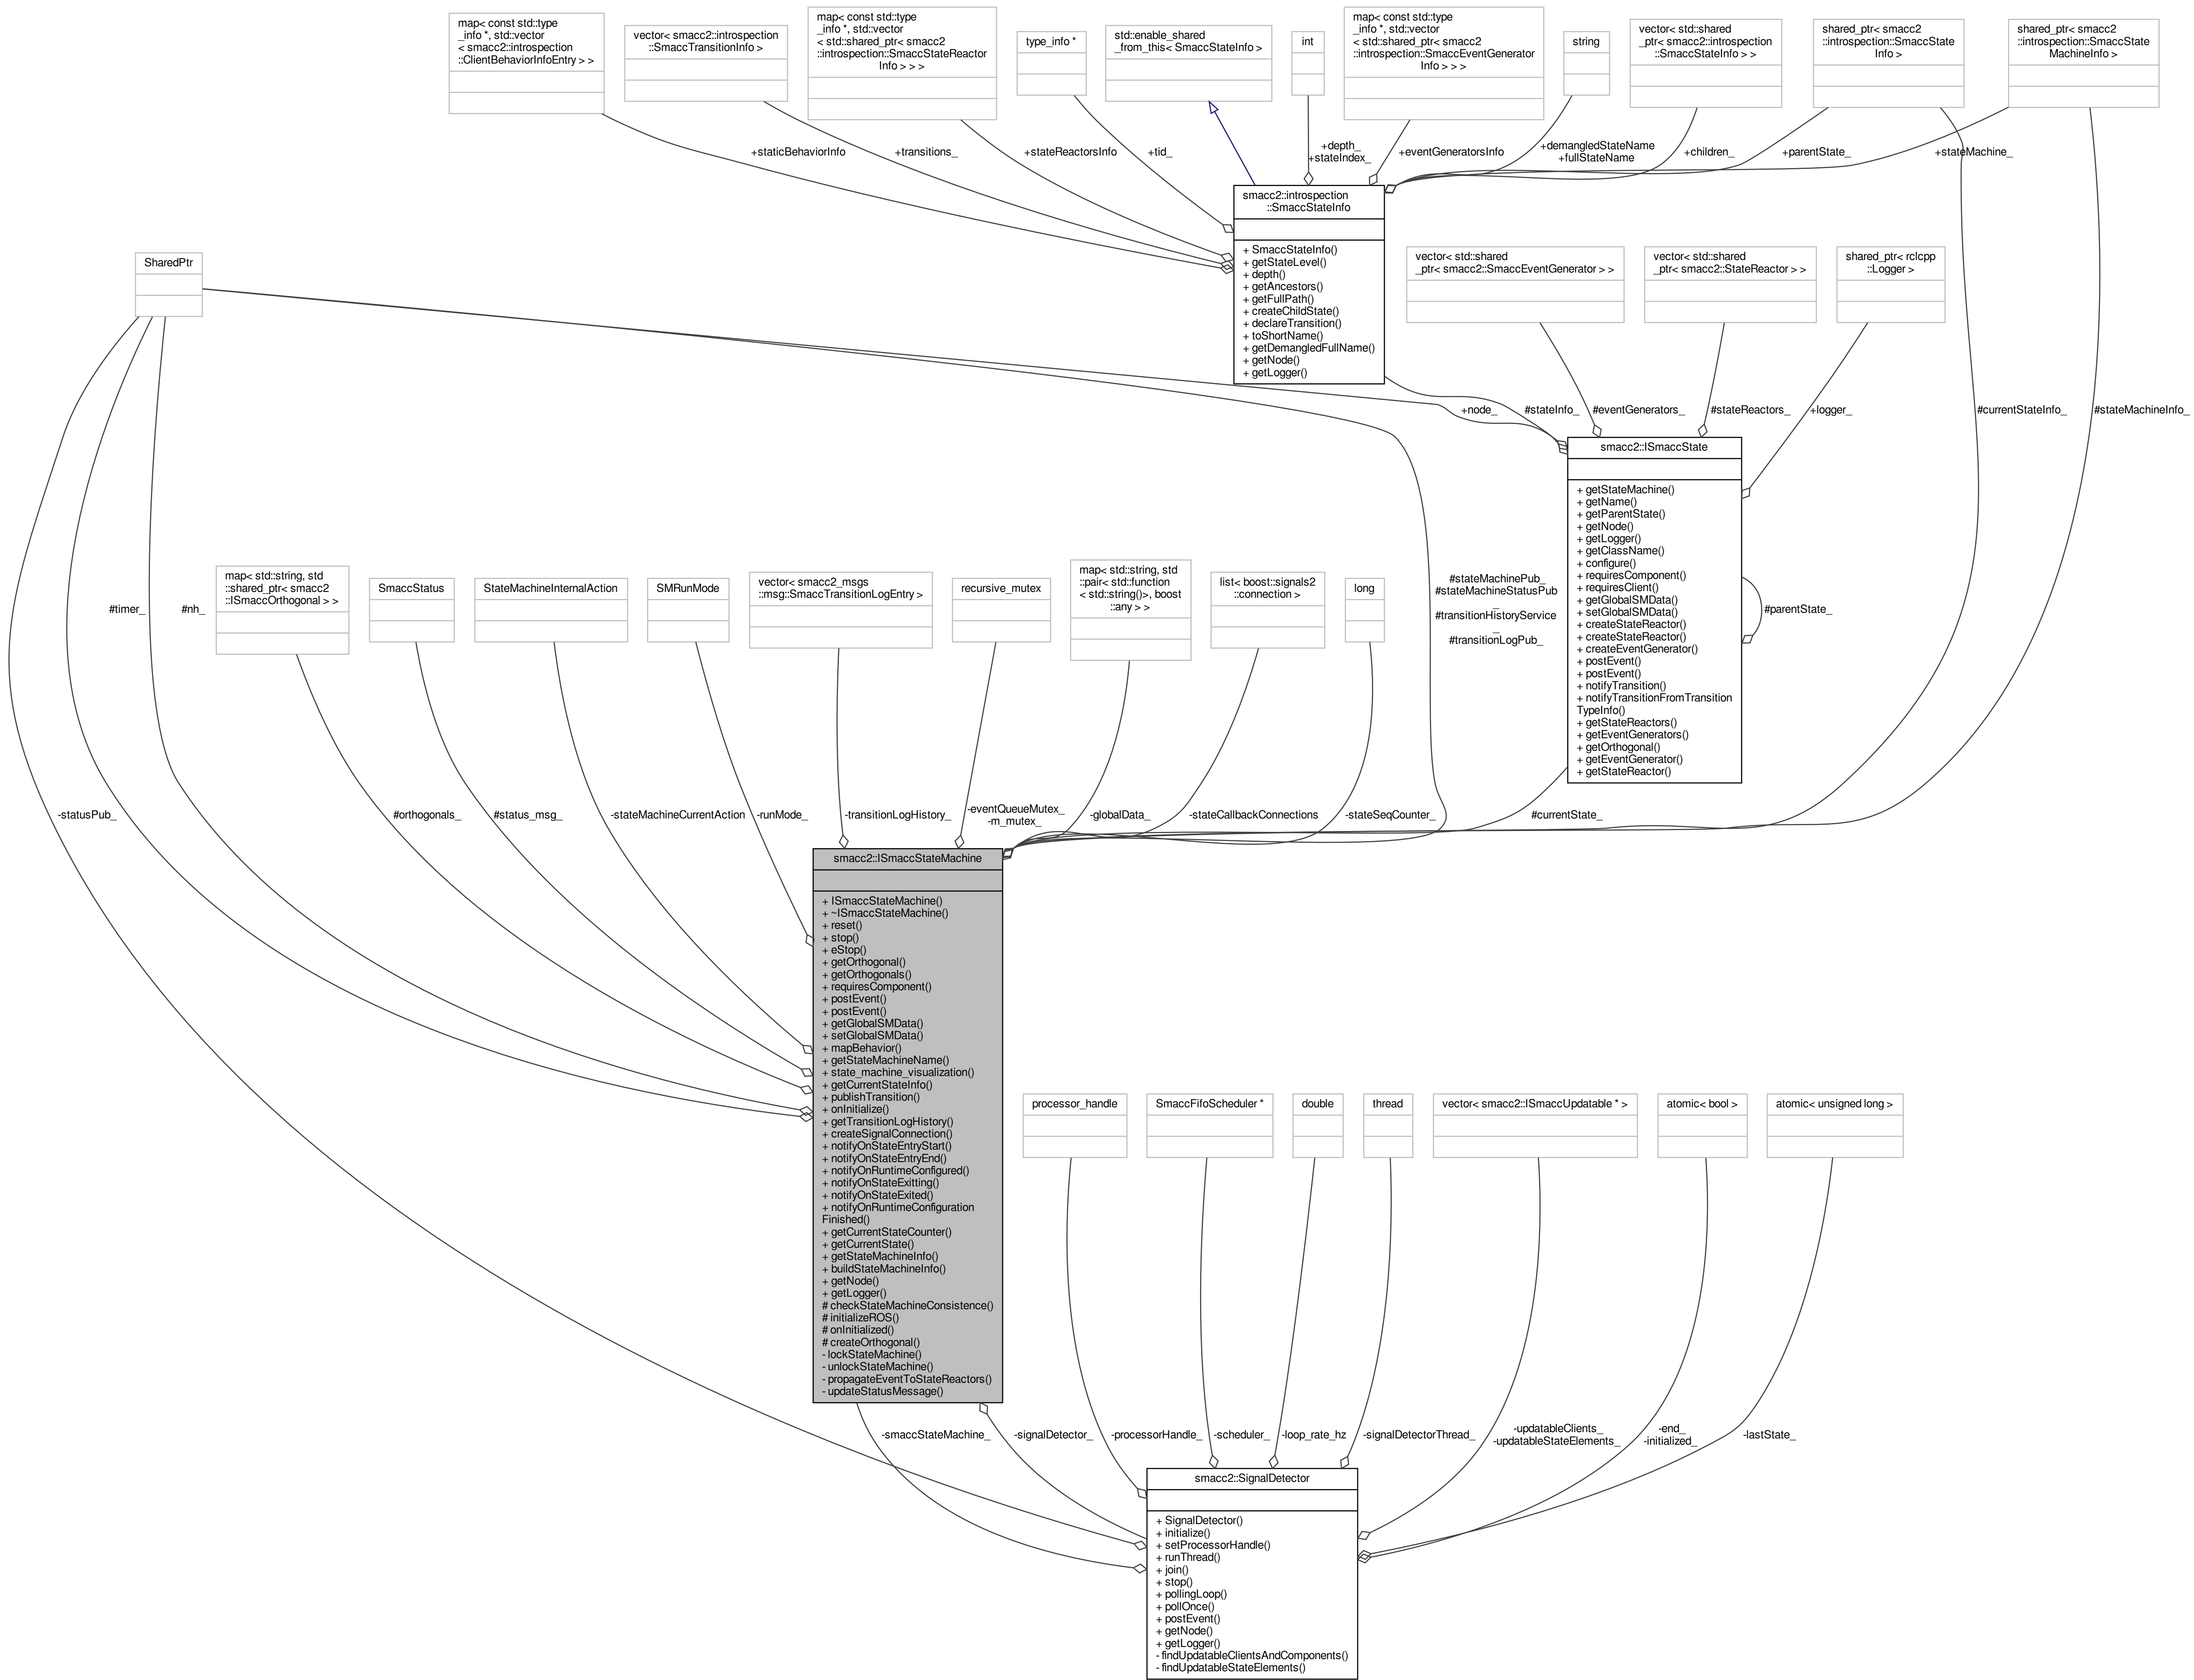 map< const std::type
_info *, std::vector
< smacc2::introspection
::ClientBehaviorInfoEntry > >
vector< smacc2::introspection
::SmaccTransitionInfo >
map< const std::type
_info *, std::vector
< std::shared_ptr< smacc2
::introspection::SmaccStateReactor
Info > > >
type_info *
std::enable_shared
_from_this< SmaccStateInfo >
int
map< const std::type
_info *, std::vector
< std::shared_ptr< smacc2
::introspection::SmaccEventGenerator
Info > > >
string
vector< std::shared
_ptr< smacc2::introspection
::SmaccStateInfo > >
shared_ptr< smacc2
::introspection::SmaccState
Info >
shared_ptr< smacc2
::introspection::SmaccState
MachineInfo >
+staticBehaviorInfo
+transitions_
+stateReactorsInfo
+tid_
+depth_
+stateIndex_
+eventGeneratorsInfo
+demangledStateName
+fullStateName
+children_
+parentState_
+stateMachine_
smacc2::introspection
::SmaccStateInfo
+ SmaccStateInfo()
+ getStateLevel()
+ depth()
+ getAncestors()
+ getFullPath()
+ createChildState()
+ declareTransition()
+ toShortName()
+ getDemangledFullName()
+ getNode()
+ getLogger()
SharedPtr
vector< std::shared
_ptr< smacc2::SmaccEventGenerator > >
vector< std::shared
_ptr< smacc2::StateReactor > >
shared_ptr< rclcpp
::Logger >
+node_
#stateInfo_
#eventGenerators_
#stateReactors_
+logger_
#currentStateInfo_
#stateMachineInfo_
smacc2::ISmaccState
+ getStateMachine()
+ getName()
+ getParentState()
+ getNode()
+ getLogger()
+ getClassName()
+ configure()
+ requiresComponent()
+ requiresClient()
+ getGlobalSMData()
+ setGlobalSMData()
+ createStateReactor()
+ createStateReactor()
+ createEventGenerator()
+ postEvent()
+ postEvent()
+ notifyTransition()
+ notifyTransitionFromTransition
TypeInfo()
+ getStateReactors()
+ getEventGenerators()
+ getOrthogonal()
+ getEventGenerator()
+ getStateReactor()
#parentState_
#timer_
#nh_
map< std::string, std
::shared_ptr< smacc2
::ISmaccOrthogonal > >
SmaccStatus
StateMachineInternalAction
SMRunMode
vector< smacc2_msgs
::msg::SmaccTransitionLogEntry >
recursive_mutex
map< std::string, std
::pair< std::function
< std::string()>, boost
::any > >
list< boost::signals2
::connection >
long
#stateMachinePub_
#stateMachineStatusPub
_
#transitionHistoryService
_
#transitionLogPub_
-statusPub_
#orthogonals_
#status_msg_
-stateMachineCurrentAction
-runMode_
-transitionLogHistory_
-eventQueueMutex_
-m_mutex_
-globalData_
-stateCallbackConnections
-stateSeqCounter_
#currentState_
smacc2::ISmaccStateMachine
+ ISmaccStateMachine()
+ ~ISmaccStateMachine()
+ reset()
+ stop()
+ eStop()
+ getOrthogonal()
+ getOrthogonals()
+ requiresComponent()
+ postEvent()
+ postEvent()
+ getGlobalSMData()
+ setGlobalSMData()
+ mapBehavior()
+ getStateMachineName()
+ state_machine_visualization()
+ getCurrentStateInfo()
+ publishTransition()
+ onInitialize()
+ getTransitionLogHistory()
+ createSignalConnection()
+ notifyOnStateEntryStart()
+ notifyOnStateEntryEnd()
+ notifyOnRuntimeConfigured()
+ notifyOnStateExitting()
+ notifyOnStateExited()
+ notifyOnRuntimeConfiguration
Finished()
+ getCurrentStateCounter()
+ getCurrentState()
+ getStateMachineInfo()
+ buildStateMachineInfo()
+ getNode()
+ getLogger()
# checkStateMachineConsistence()
# initializeROS()
# onInitialized()
# createOrthogonal()
- lockStateMachine()
- unlockStateMachine()
- propagateEventToStateReactors()
- updateStatusMessage()
processor_handle
SmaccFifoScheduler *
double
thread
vector< smacc2::ISmaccUpdatable * >
atomic< bool >
atomic< unsigned long >
-smaccStateMachine_
-signalDetector_
-processorHandle_
-scheduler_
-loop_rate_hz
-signalDetectorThread_
-updatableClients_
-updatableStateElements_
-end_
-initialized_
-lastState_
smacc2::SignalDetector
+ SignalDetector()
+ initialize()
+ setProcessorHandle()
+ runThread()
+ join()
+ stop()
+ pollingLoop()
+ pollOnce()
+ postEvent()
+ getNode()
+ getLogger()
- findUpdatableClientsAndComponents()
- findUpdatableStateElements()